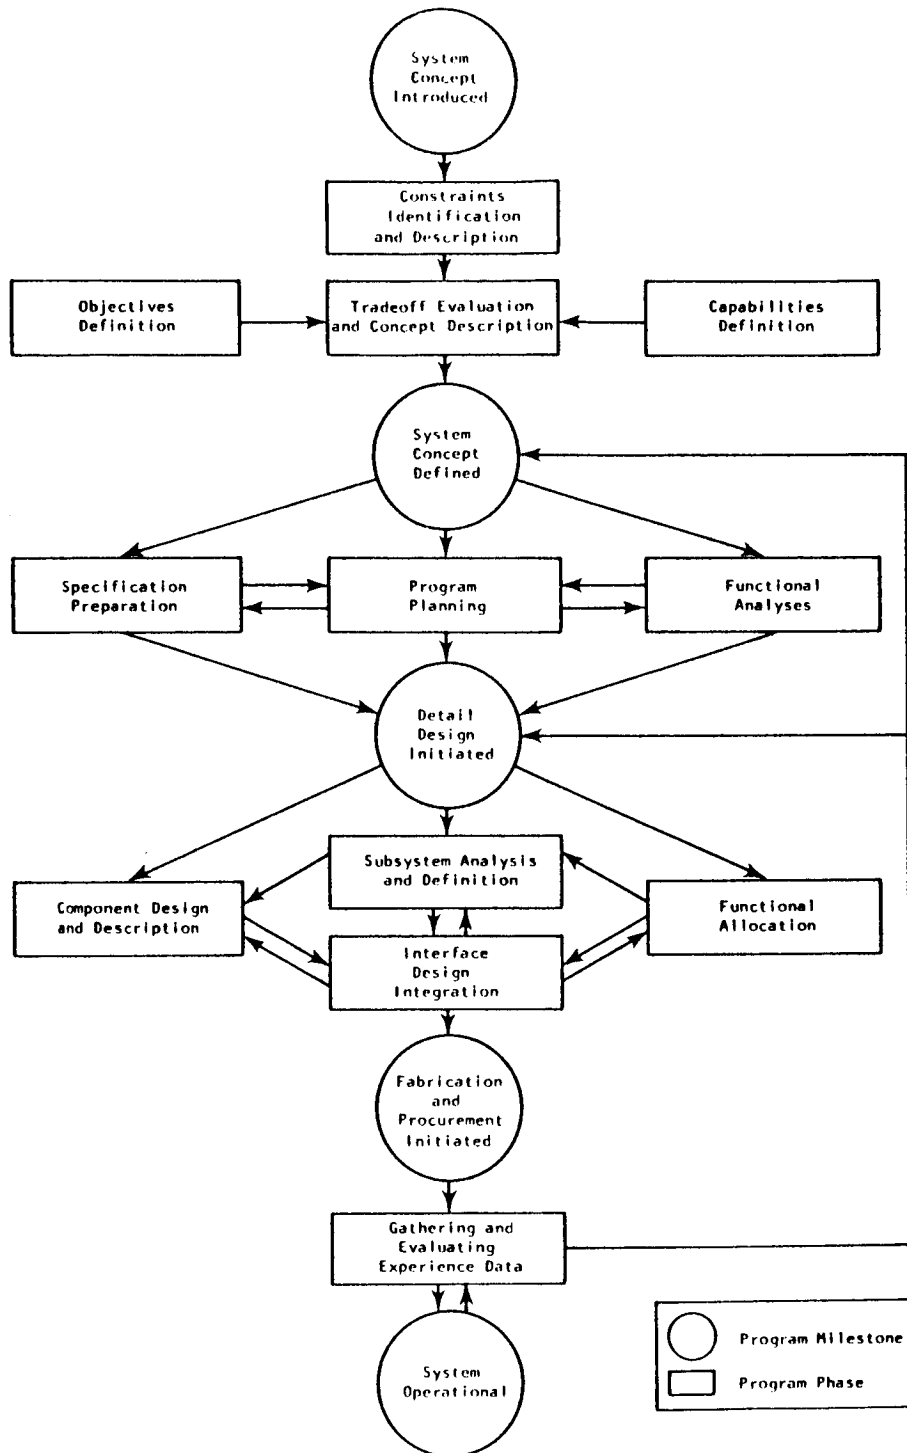 System
Concept
Introduced
Constraints
Identification
and Description
Objectives
Definition
Tradeoff Evaluation
and Concept Description
Capabilities
Definition
System
Concept
Defined
Specification
Preparation
Program
Planning
Functional
Analyses
Detail
Design
Initiated
Subsystem Analysis
and Definition
Component Design
and Description
Functional
Allocation
Interface
Design
Integration
Fabrication
and
Procurement
Initiated
Gathering and
Evaluating
Experience Data
System
Operational
Program Milestone
Program Phase